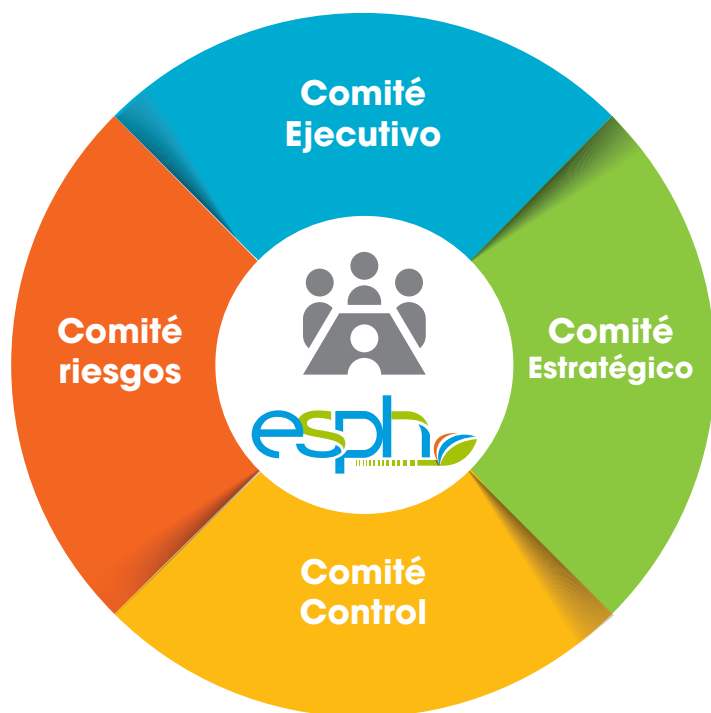 Comité
Ejecutivo
Comité
riesgos
Comité
Estratégico
esph
Comité
Control